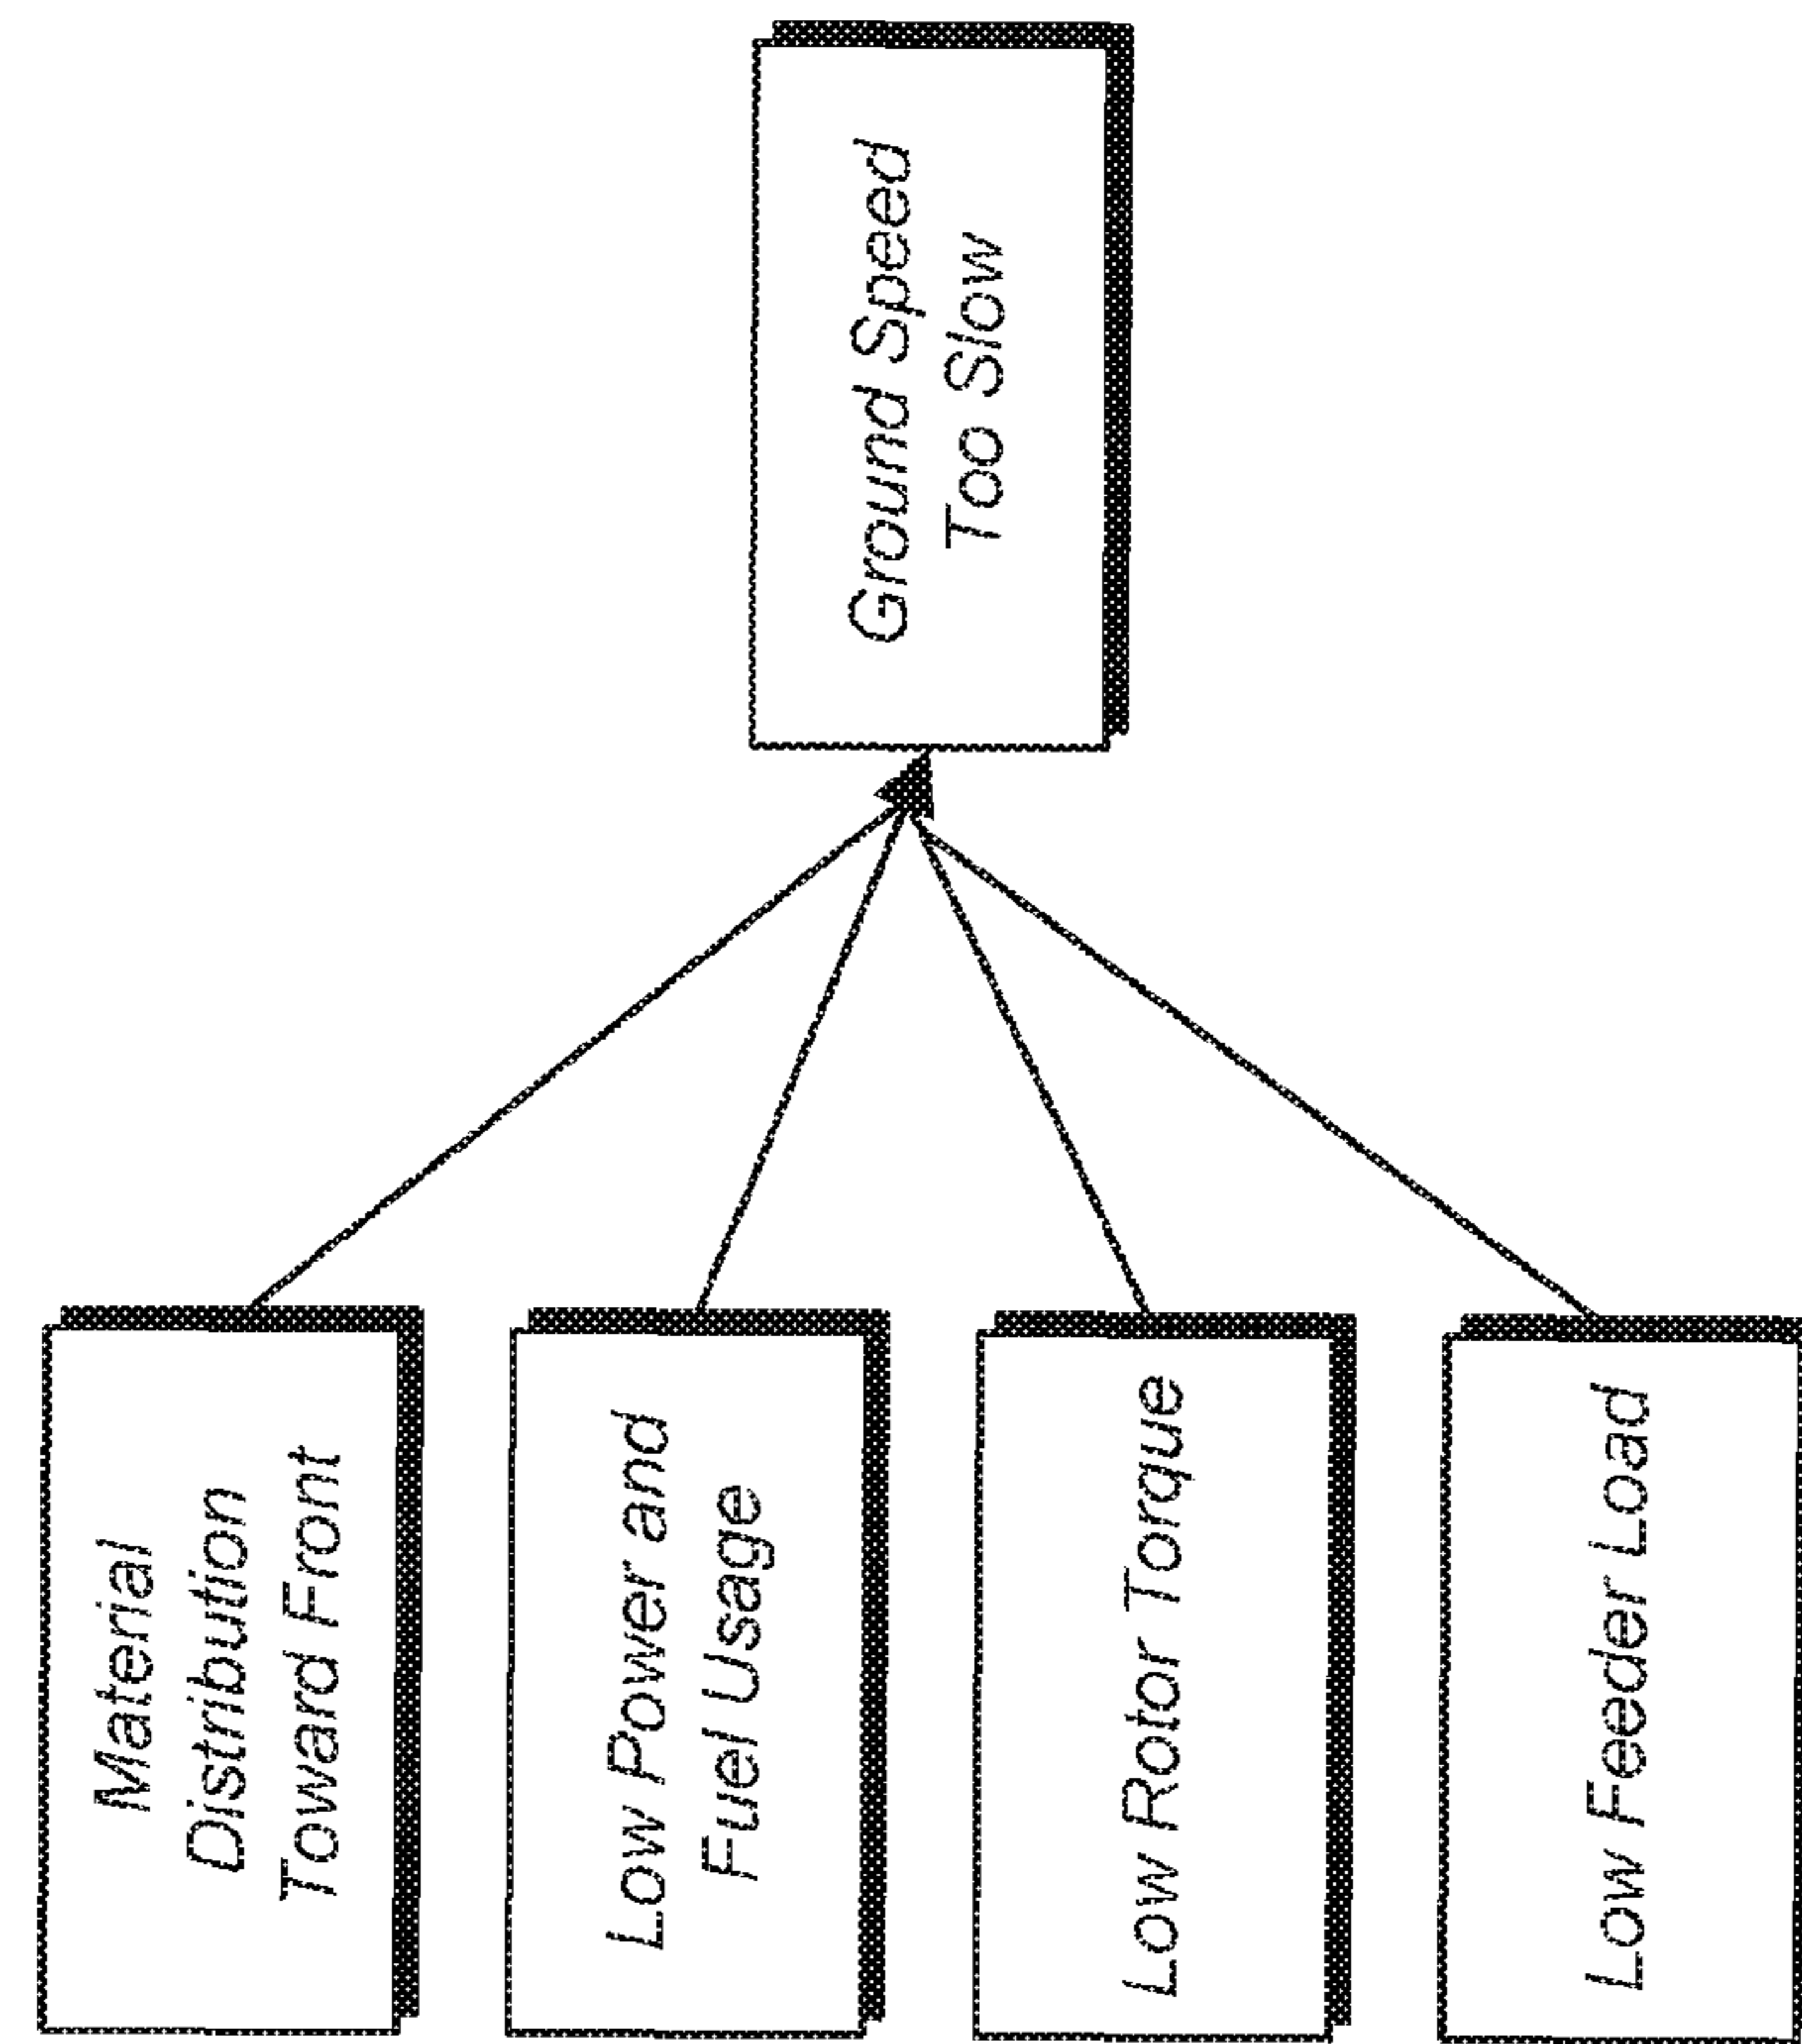 Material
Distribution
Toward Front
Low Power and
Fuel Usage
Low Rotor Torque
Low Feeder Load
Ground Speed
Too Slow